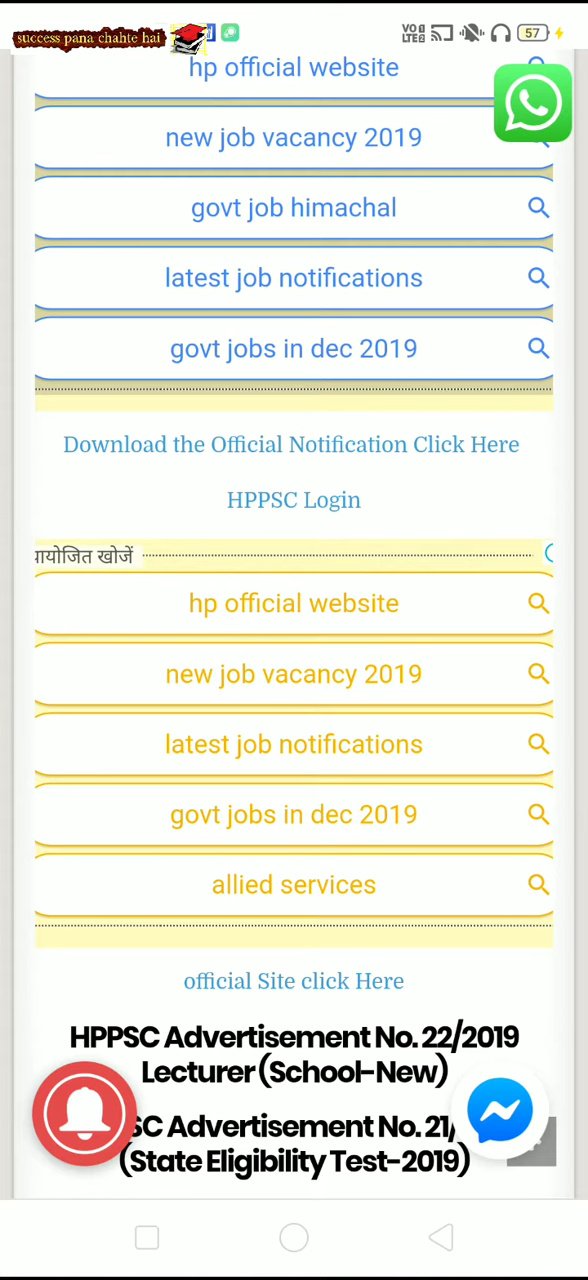 success pana chahte hai
VO LTE2 57
hp official website
new job vacancy 2019
govt job himachal
latest job notifications
govt jobs in dec 2019
Download the Official Notification Click Here
HPPSC Login
ायोजित खोजें
hp official website
new job vacancy 2019
latest job notifications
govt jobs in dec 2019
allied services
official Site click Here
HPPSC Advertisement No. 22/2019
Lecturer (School-New)
SC Advertisement No. 21/
(State Eligibility Test-2019)